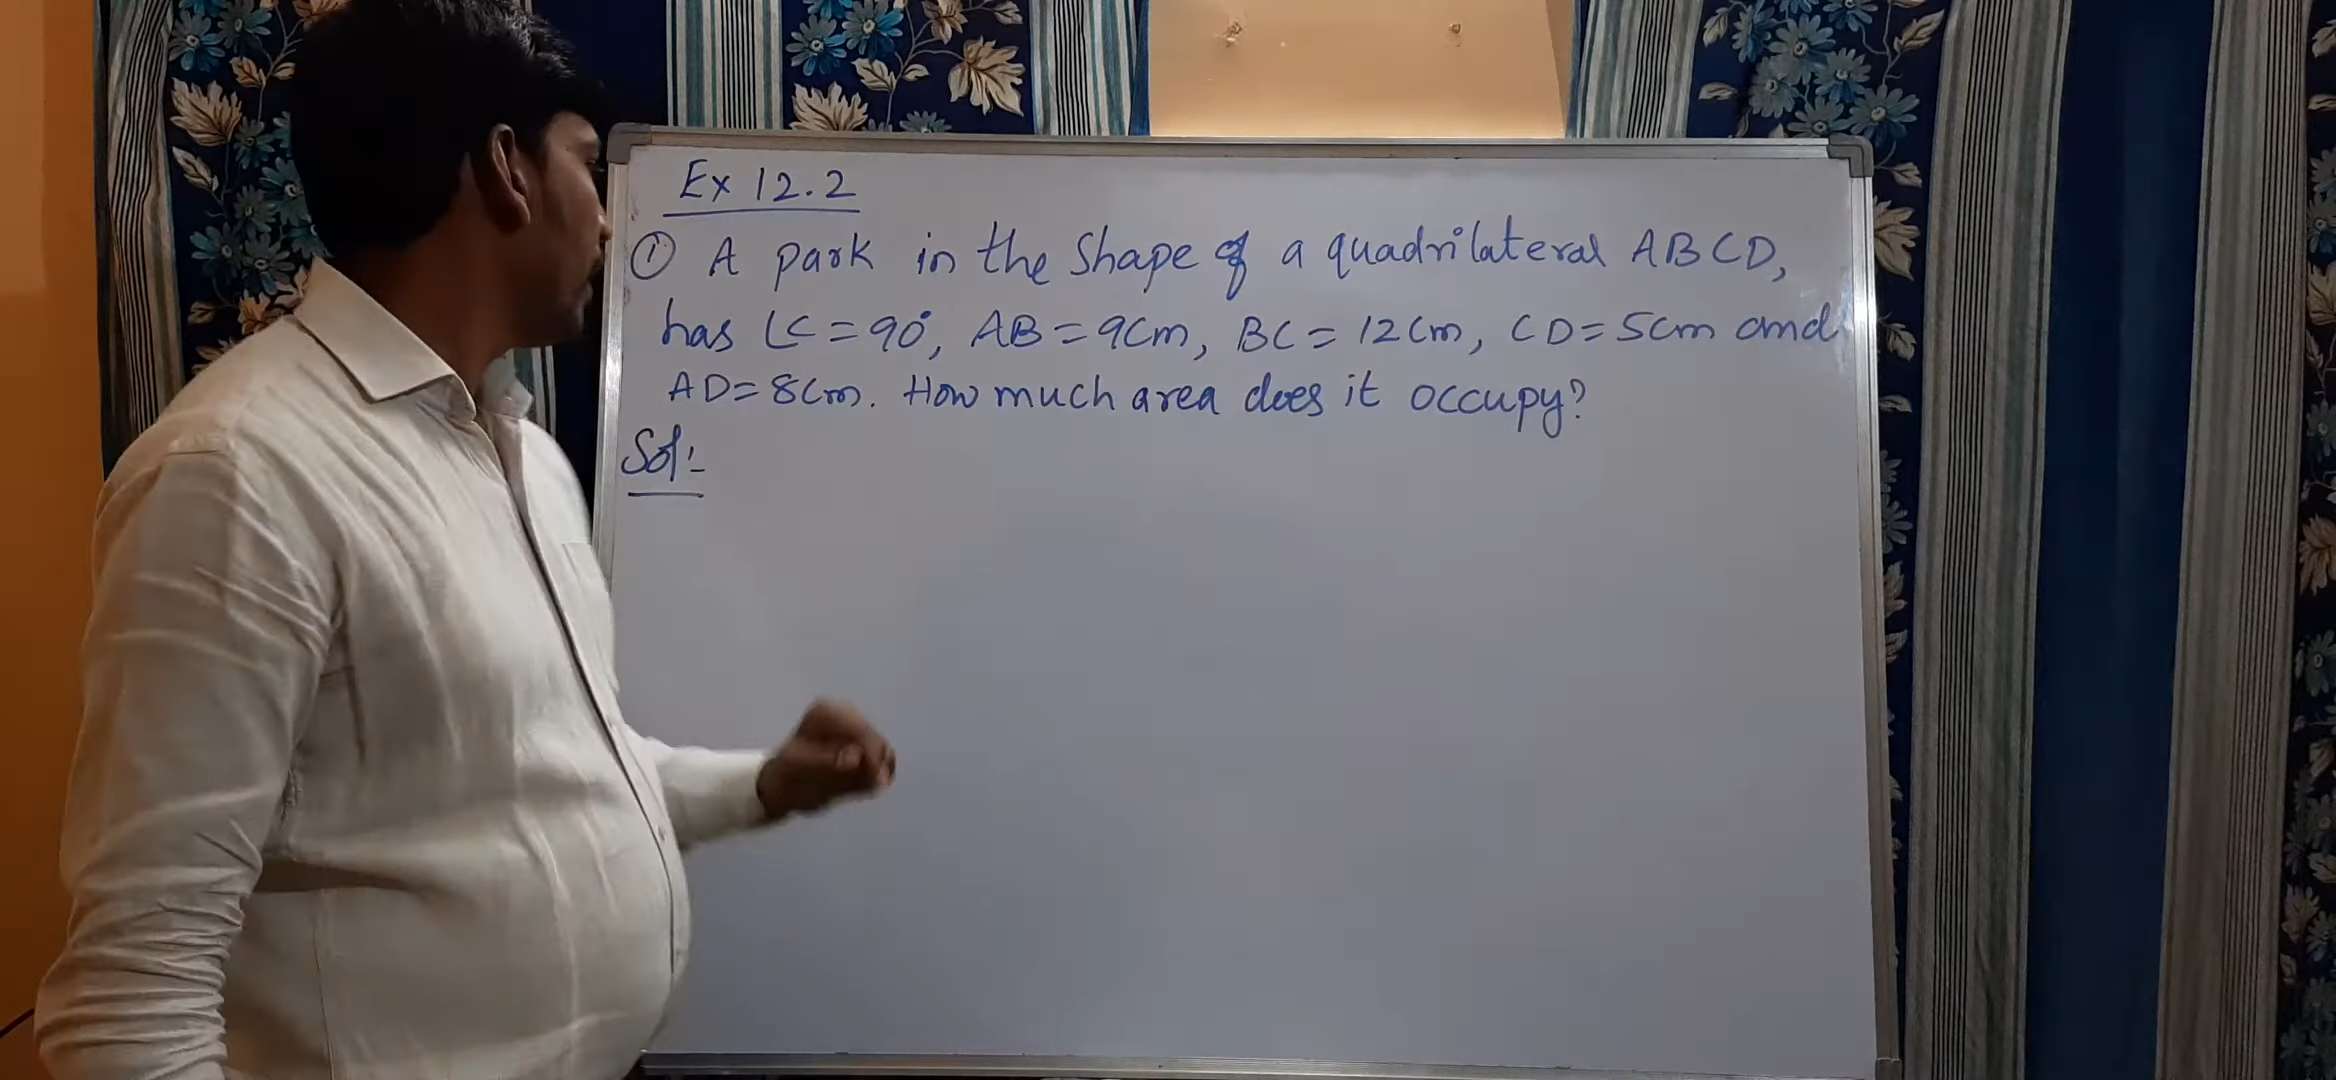 Ex 12.2
① A park in the Shape of a quadrilateral ABCD,
has ∠C = 90°, AB = 9cm, BC = 12cm, CD = 5cm and
AD = 8cm. How much area does it occupy?
Sol:-